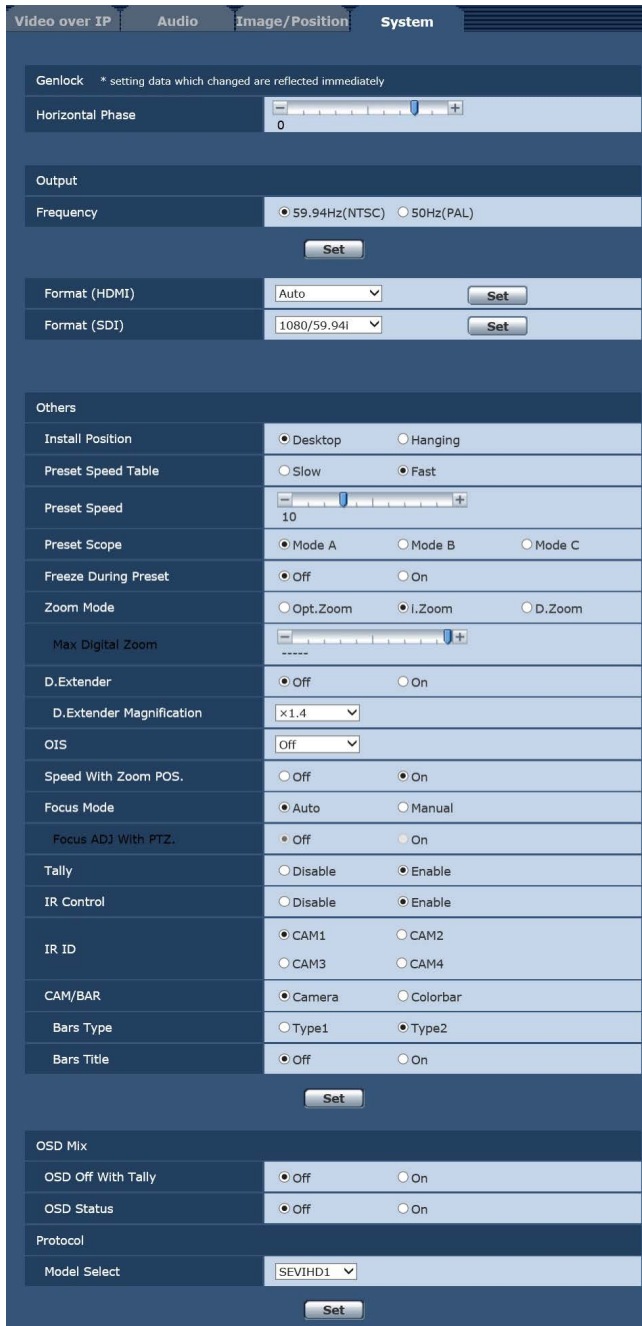 Video over IP Audio Image/Position System
Genlock * setting data which changed are reflected immediately
Horizontal Phase - +
0
Output
Frequency 59.94Hz(NTSC) 50Hz(PAL)
Set
Format (HDMI) Auto Set
Format (SDI) 1080/59.94i Set
Others
Install Position Desktop Hanging
Preset Speed Table Slow Fast
Preset Speed - +
10
Preset Scope Mode A Mode B Mode C
Freeze During Preset Off On
Zoom Mode Opt.Zoom i.Zoom D.Zoom
Max Digital Zoom - +
-----
D.Extender Off On
D.Extender Magnification ×1.4
OIS Off
Speed With Zoom POS. Off On
Focus Mode Auto Manual
Focus ADJ With PTZ. Off On
Tally Disable Enable
IR Control Disable Enable
IR ID CAM1 CAM2
CAM3 CAM4
CAM/BAR Camera Colorbar
Bars Type Type1 Type2
Bars Title Off On
Set
OSD Mix
OSD Off With Tally Off On
OSD Status Off On
Protocol
Model Select SEVIHD1
Set